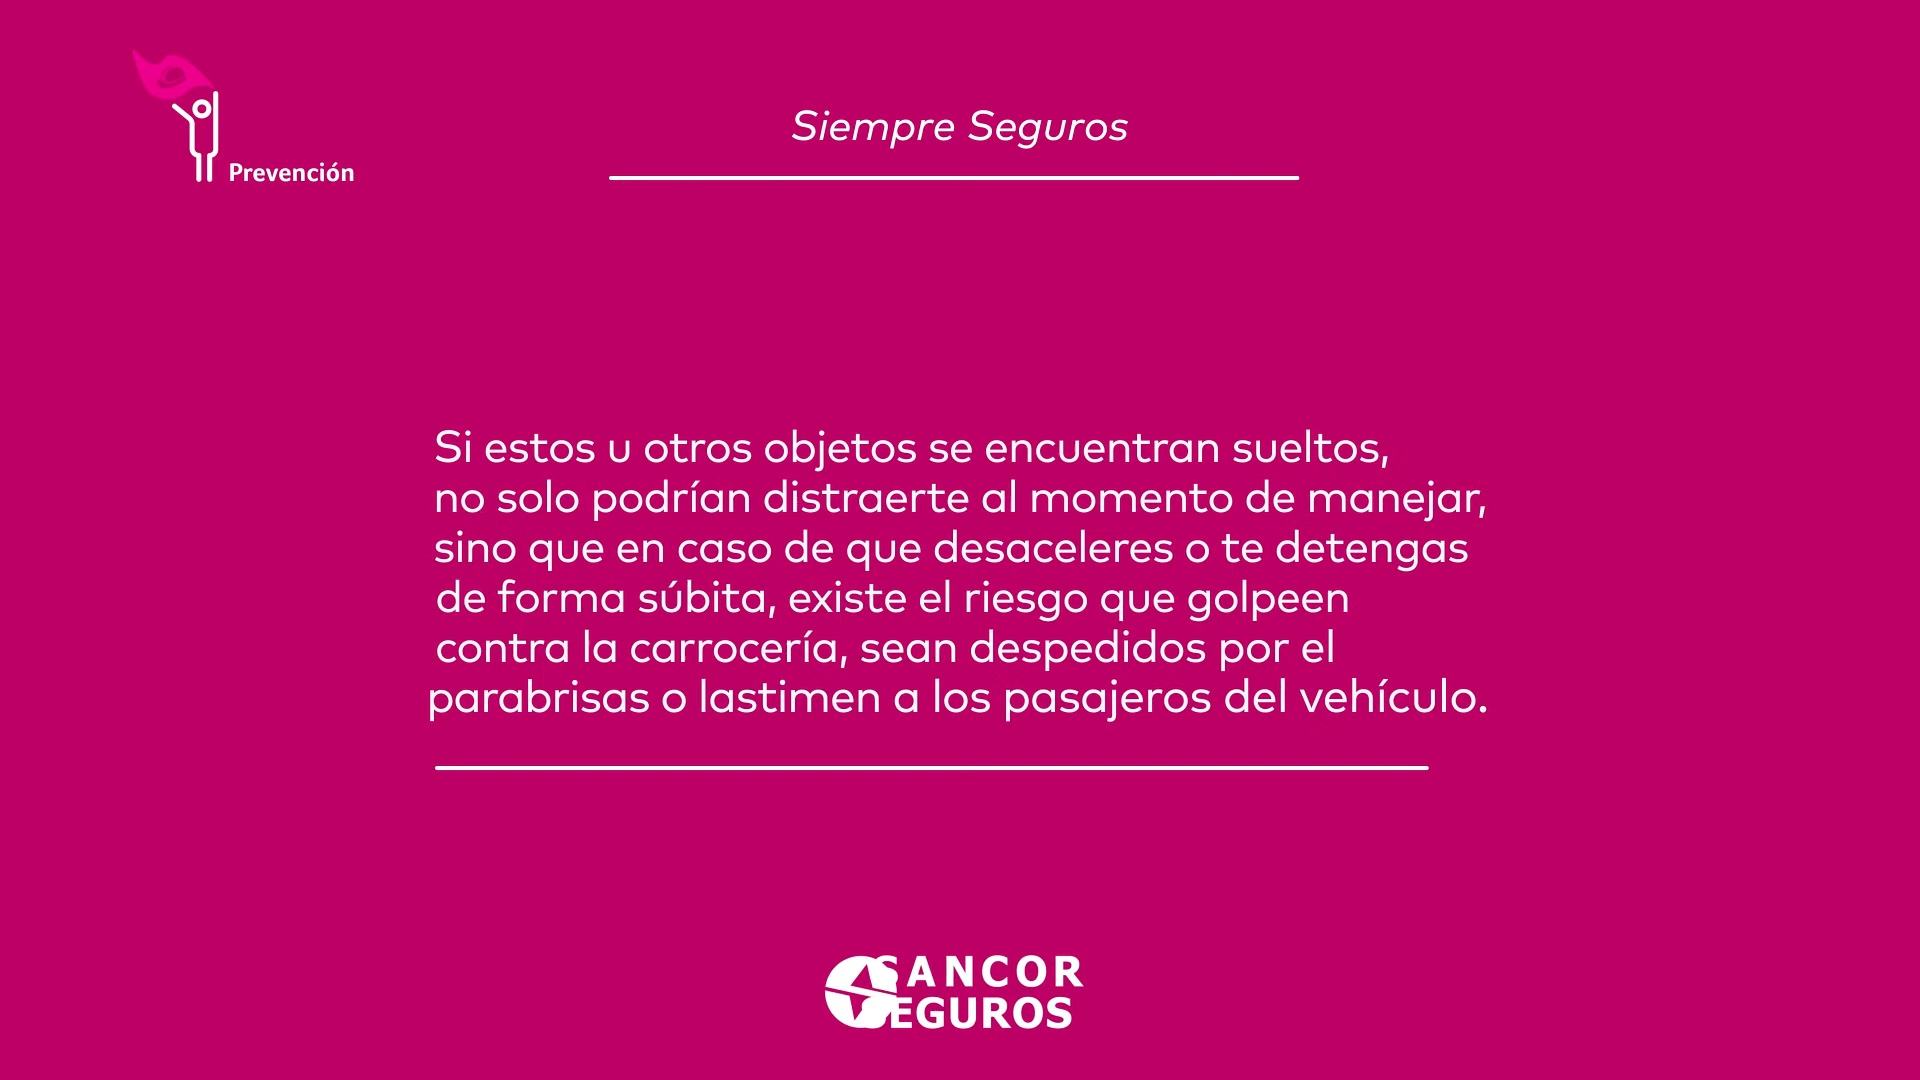 Prevención
Siempre Seguros
Si estos u otros objetos se encuentran sueltos,
no solo podrían distraerte al momento de manejar,
sino que en caso de que desaceleres o te detengas
de forma súbita, existe el riesgo que golpeen
contra la carrocería, sean despedidos por el
parabrisas o lastimen a los pasajeros del vehículo.
SANCOR
SEGUROS